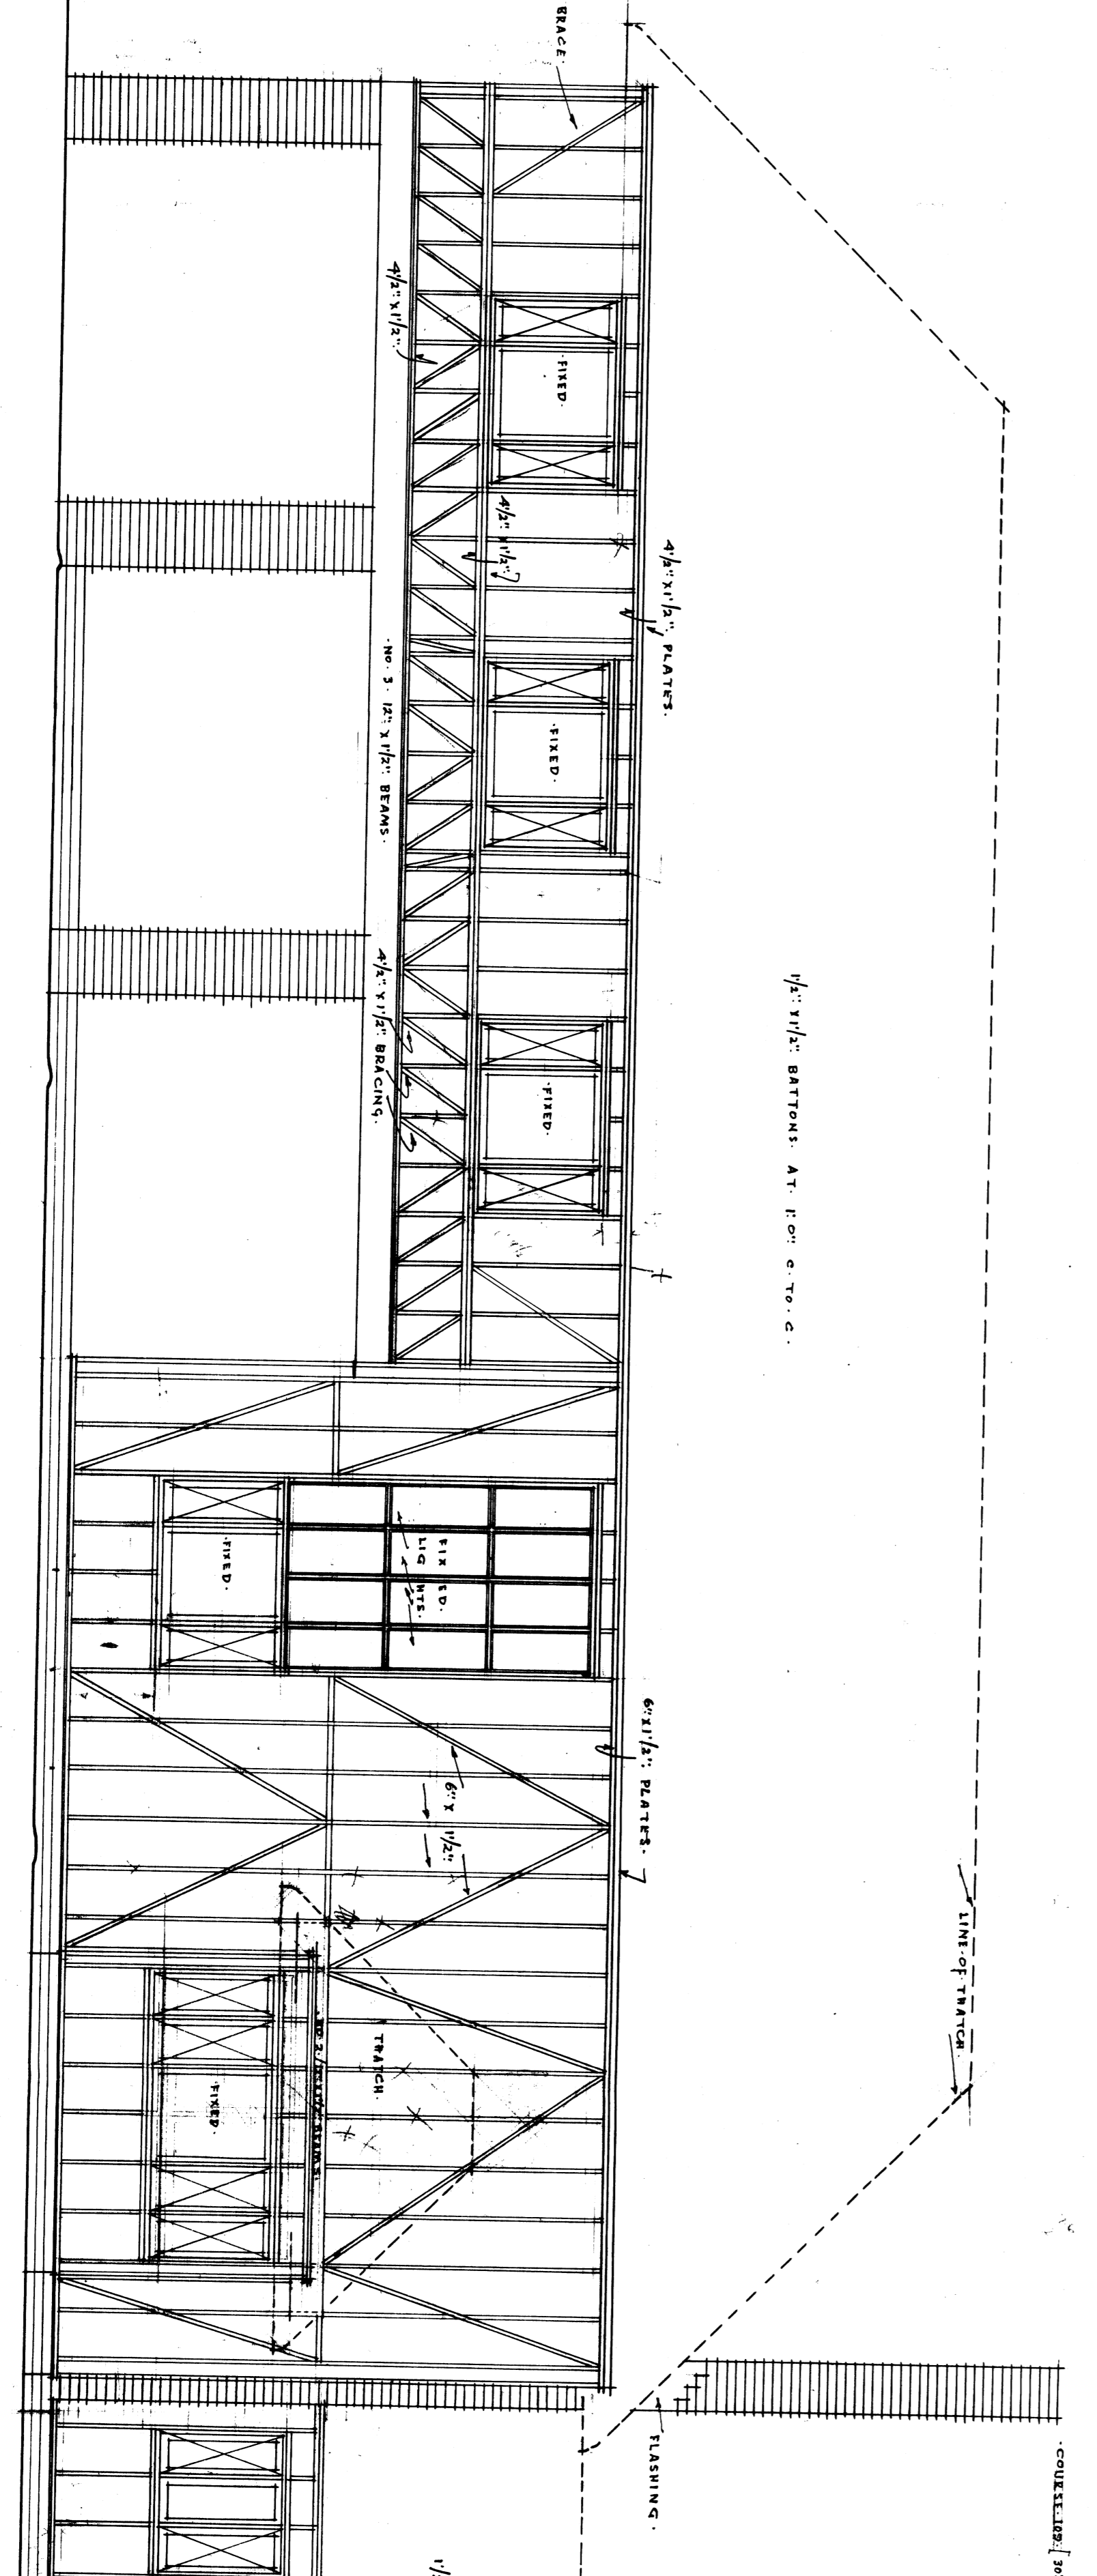 BRACE.
4½" X 1½".
·FIXED·
4½" X 1½".
4½" X 1½". PLATES.
·NO. 3. 12" X 1½". BEAMS.
·FIXED·
4½" X 1½". BRACING.
·FIXED·
1½" X 1½". BATTONS. AT. 1'.0". C. TO. C.
·FIXED·
FIXED.
LIGHTS.
6" X 1½". PLATES.
6" X 1½".
LINE·OF·THATCH.
THATCH.
BEAMS.
·FIXED·
FLASHING.
·COURSE·